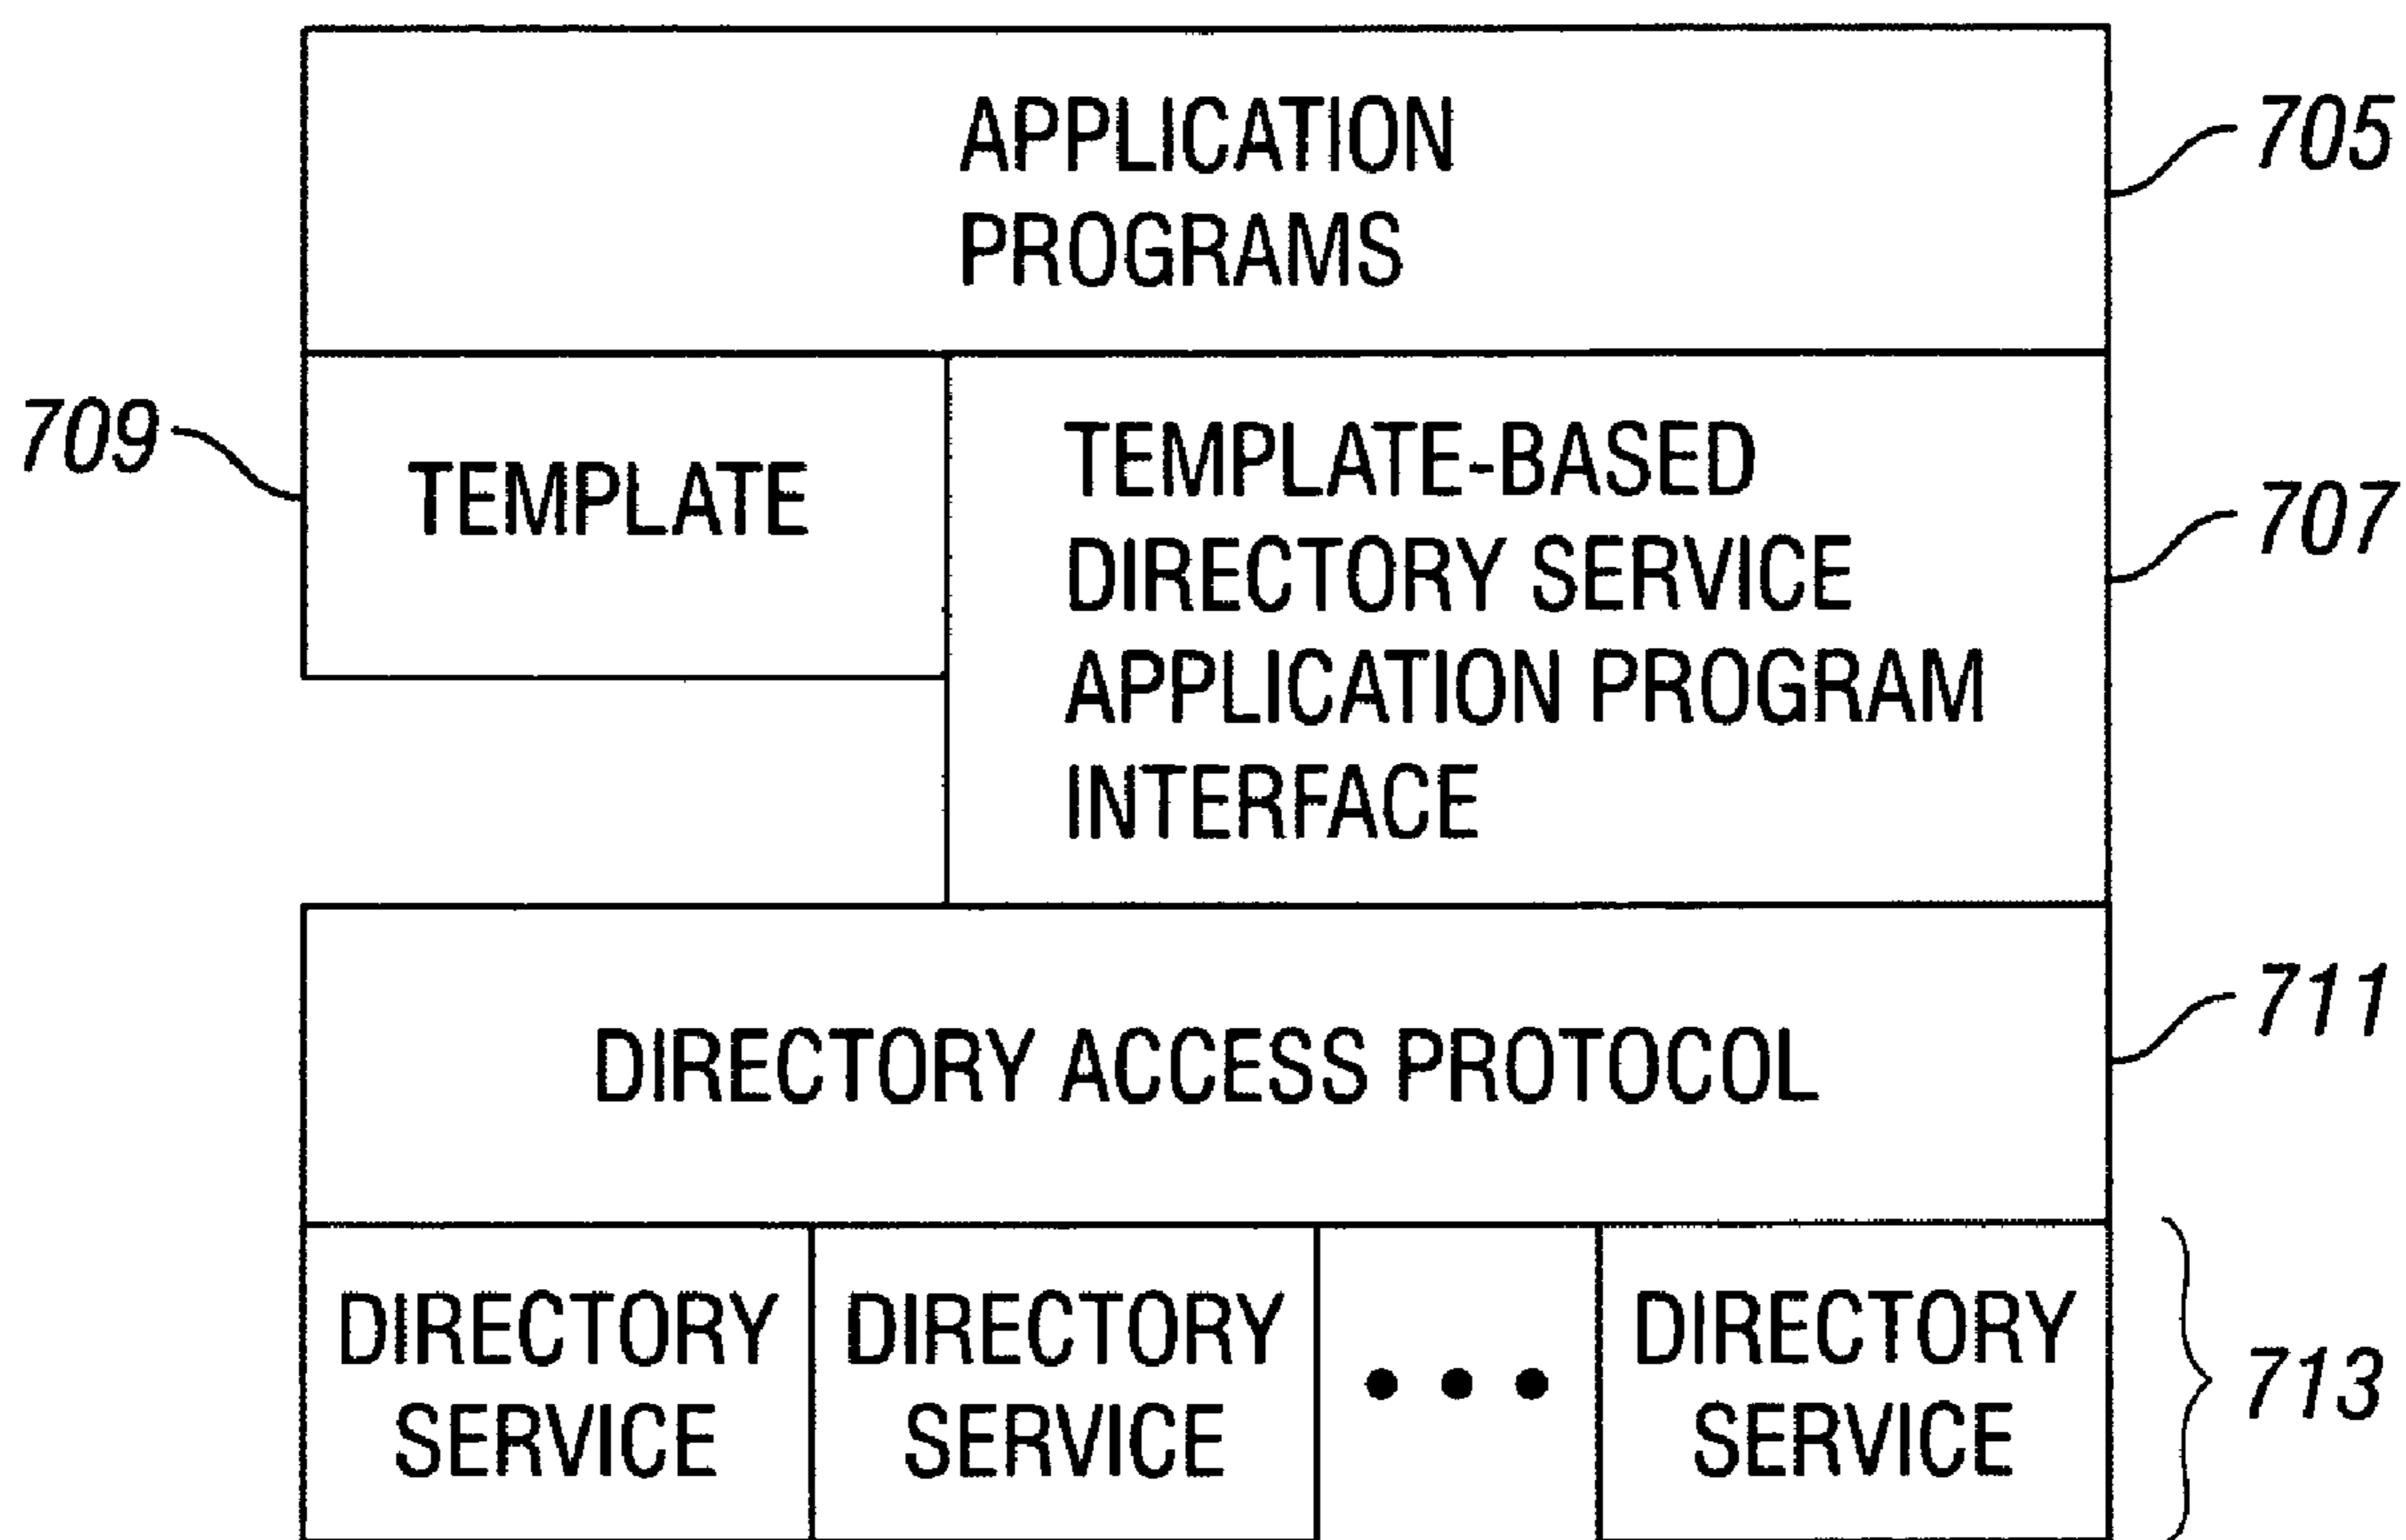 APPLICATION
PROGRAMS
705
709
TEMPLATE
TEMPLATE-BASED
DIRECTORY SERVICE
APPLICATION PROGRAM
INTERFACE
707
DIRECTORY ACCESS PROTOCOL
711
DIRECTORY
SERVICE
DIRECTORY
SERVICE
• • •
DIRECTORY
SERVICE
713